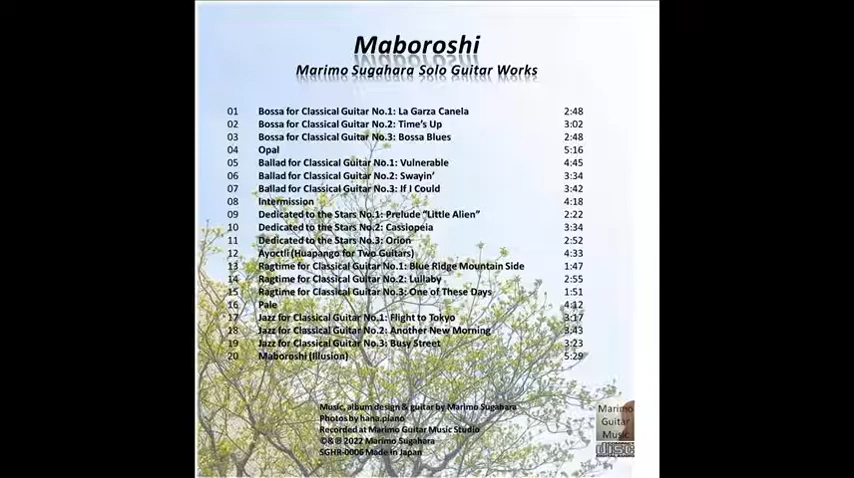 Maboroshi
Marimo Sugahara Solo Guitar Works
01 Bossa for Classical Guitar No.1: La Garza Canela 2:48
02 Bossa for Classical Guitar No.2: Time's Up 3:02
03 Bossa for Classical Guitar No.3: Bossa Blues 2:48
04 Opal 5:16
05 Ballad for Classical Guitar No.1: Vulnerable 4:45
06 Ballad for Classical Guitar No.2: Swayin' 3:34
07 Ballad for Classical Guitar No.3: If I Could 3:42
08 Intermission 4:18
09 Dedicated to the Stars No.1: Prelude "Little Alien" 2:22
10 Dedicated to the Stars No.2: Cassiopeia 3:34
11 Dedicated to the Stars No.3: Orion 2:52
12 Ayoctli (Huapango for Two Guitars) 4:33
13 Ragtime for Classical Guitar No.1: Blue Ridge Mountain Side 1:47
14 Ragtime for Classical Guitar No.2: Lullaby 2:55
15 Ragtime for Classical Guitar No.3: One of These Days 1:51
16 Pale 4:12
17 Jazz for Classical Guitar No.1: Flight to Tokyo 3:17
18 Jazz for Classical Guitar No.2: Another New Morning 3:43
19 Jazz for Classical Guitar No.3: Busy Street 3:23
20 Maboroshi (Illusion) 5:29
Music, album design & guitar by Marimo Sugahara
Photos by hana.piano
Recorded at Marimo Guitar Music Studio
©&℗ 2022 Marimo Sugahara
SGHR-0006 Made in Japan
Marimo
Guitar
Music
disc